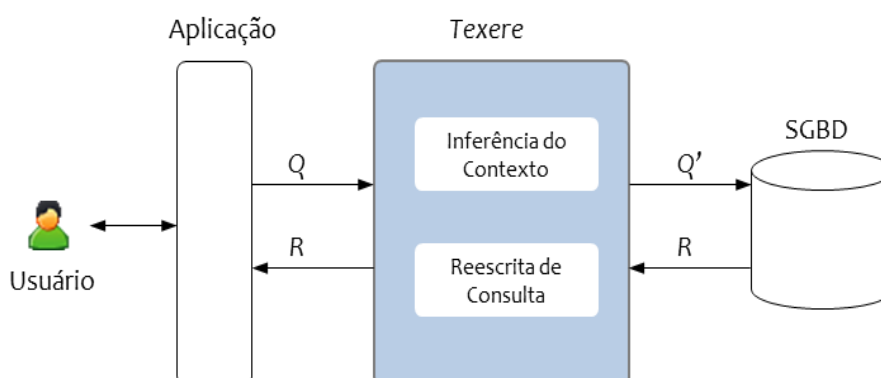 Aplicação
Texere
Inferência do
Contexto
SGBD
Q
Q’
Usuário
R
Reescrita de
Consulta
R